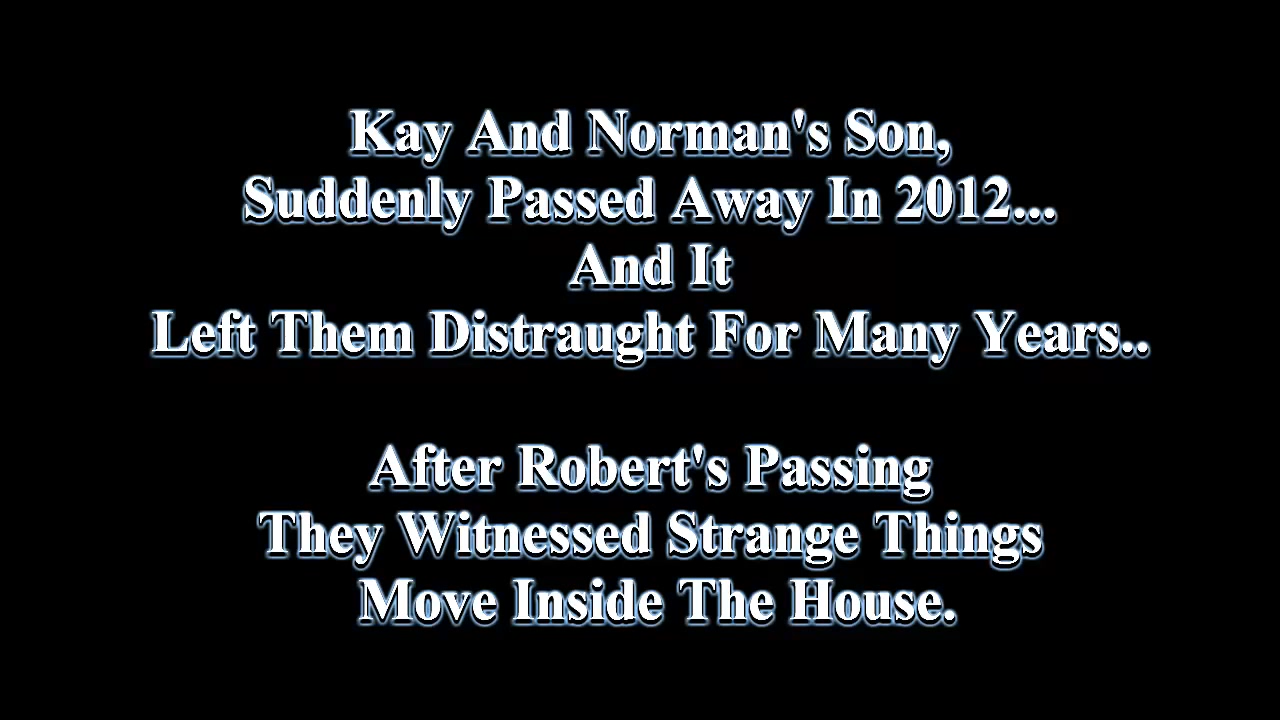 Kay And Norman's Son,
Suddenly Passed Away In 2012...
And It
Left Them Distraught For Many Years..
After Robert's Passing
They Witnessed Strange Things
Move Inside The House.